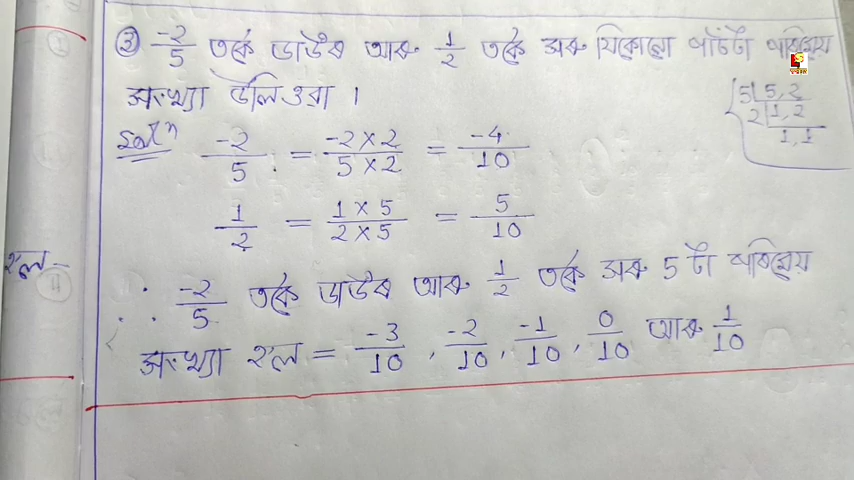 ② -2/5 তকৈ ডাঙৰ আৰু 1/2 তকৈ সৰু যিকোনো পাঁচটা পৰিমেয়
সংখ্যা উলিওৱা ।
5| 5, 2
2| 1, 2
1, 1
Solⁿ -2/5 = -2 × 2 / 5 × 2 = -4/10
1/2 = 1 × 5 / 2 × 5 = 5/10
হ'ল -
∴ -2/5 তকৈ ডাঙৰ আৰু 1/2 তকৈ সৰু 5 টা পৰিমেয়
সংখ্যা হ'ল = -3/10, -2/10, -1/10, 0/10 আৰু 1/10